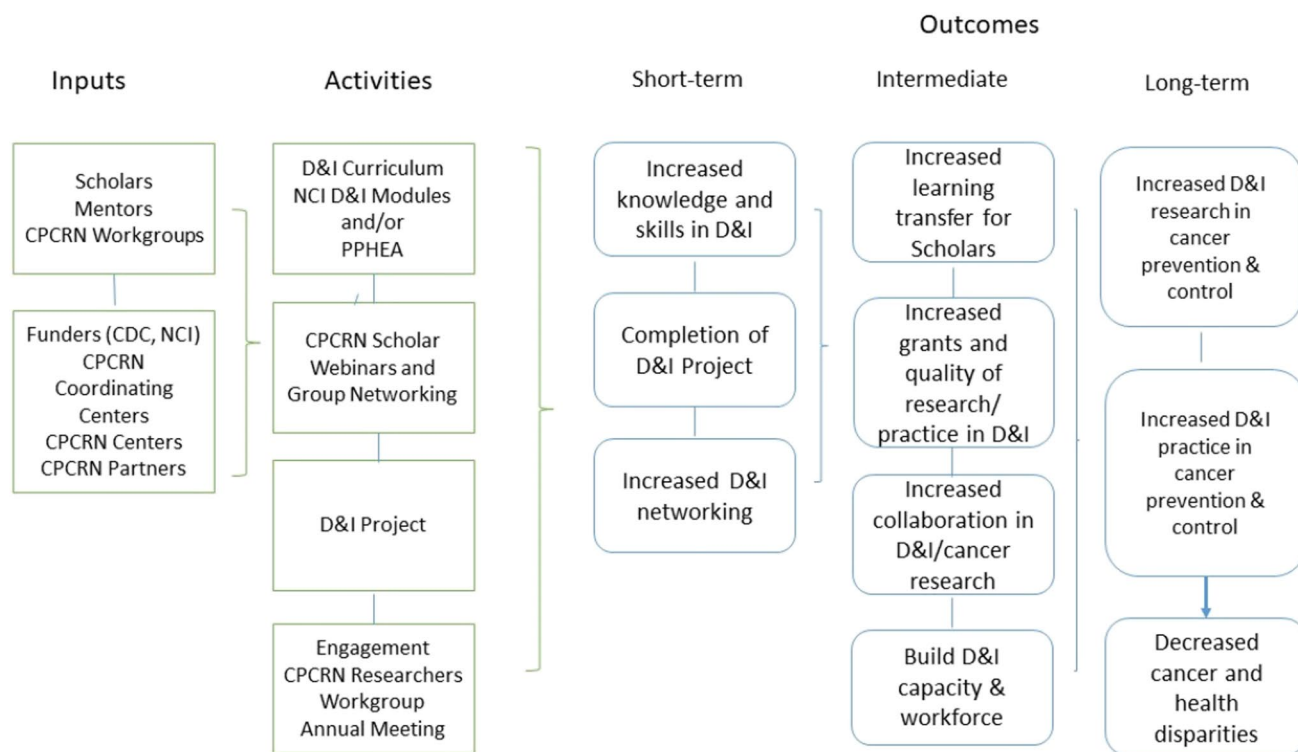 Outcomes
Inputs
Activities
Short-term
Intermediate
Long-term
Scholars
Mentors
CPCRN Workgroups
Funders (CDC, NCI)
CPCRN
Coordinating
Centers
CPCRN Centers
CPCRN Partners
D&I Curriculum
NCI D&I Modules
and/or
PPHEA
CPCRN Scholar
Webinars and
Group Networking
D&I Project
Engagement
CPCRN Researchers
Workgroup
Annual Meeting
Increased
knowledge and
skills in D&I
Completion of
D&I Project
Increased D&I
networking
Increased
learning
transfer for
Scholars
Increased
grants and
quality of
research/
practice in D&I
Increased
collaboration in
D&I/cancer
research
Build D&I
capacity &
workforce
Increased D&I
research in
cancer
prevention &
control
Increased D&I
practice in
cancer
prevention &
control
Decreased
cancer and
health
disparities